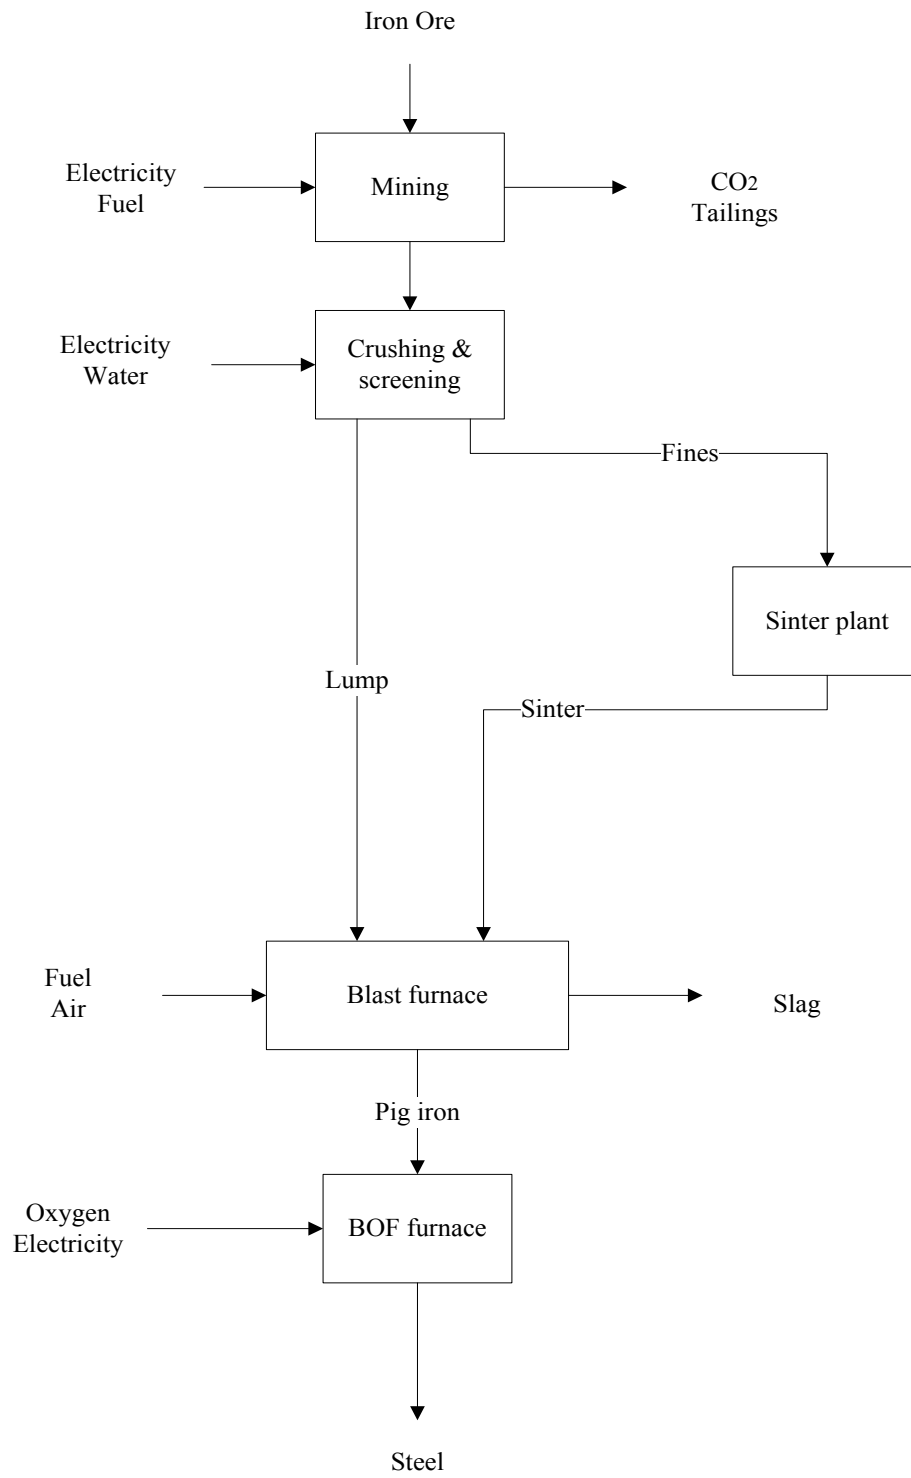 Iron Ore
Electricity
Fuel
Mining
CO2
Tailings
Electricity
Water
Crushing &
screening
Fines
Sinter plant
Lump
Sinter
Fuel
Air
Blast furnace
Slag
Pig iron
Oxygen
Electricity
BOF furnace
Steel